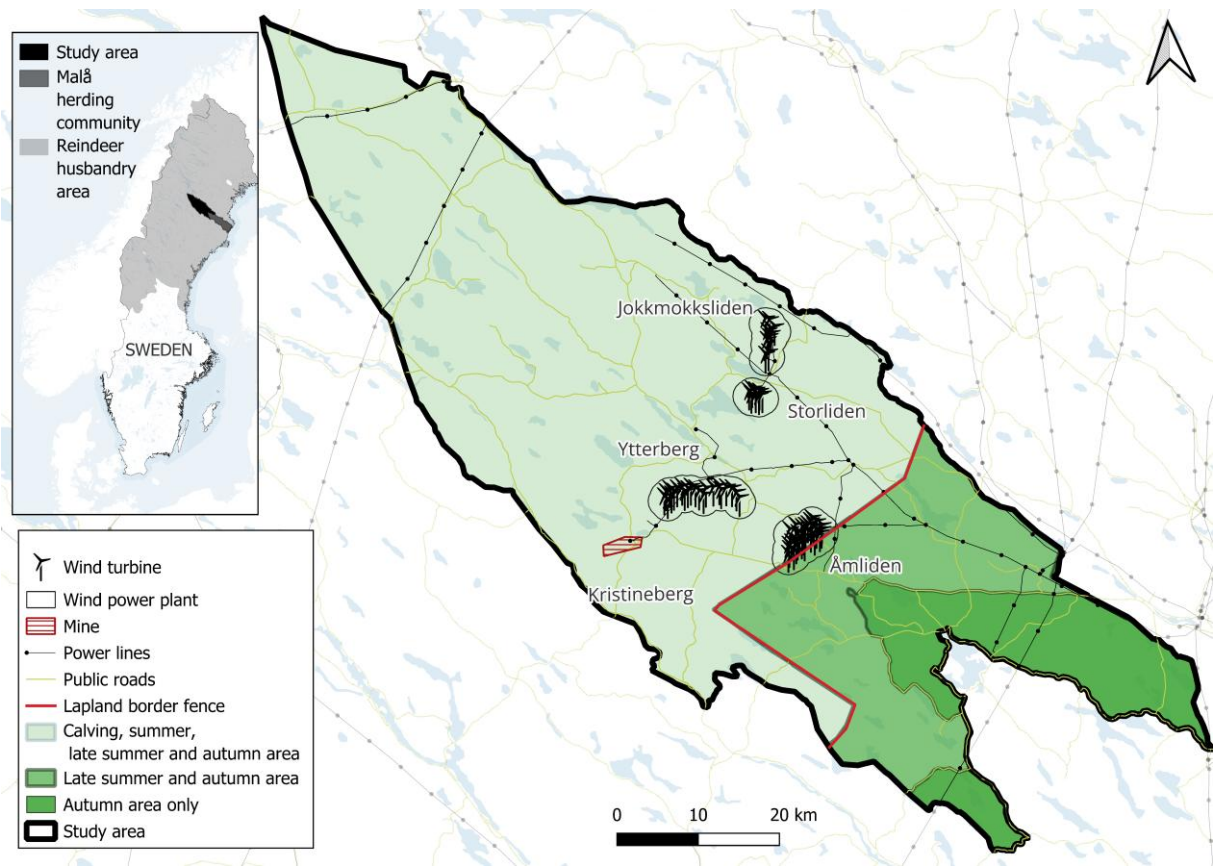 Study area
Malå
herding
community
Reindeer
husbandry
area
SWEDEN
Jokkmokksliden
Storliden
Ytterberg
Åmliden
Kristineberg
Wind turbine
Wind power plant
Mine
Power lines
Public roads
Lapland border fence
Calving, summer,
late summer and autumn area
Late summer and autumn area
Autumn area only
Study area
0 10 20 km